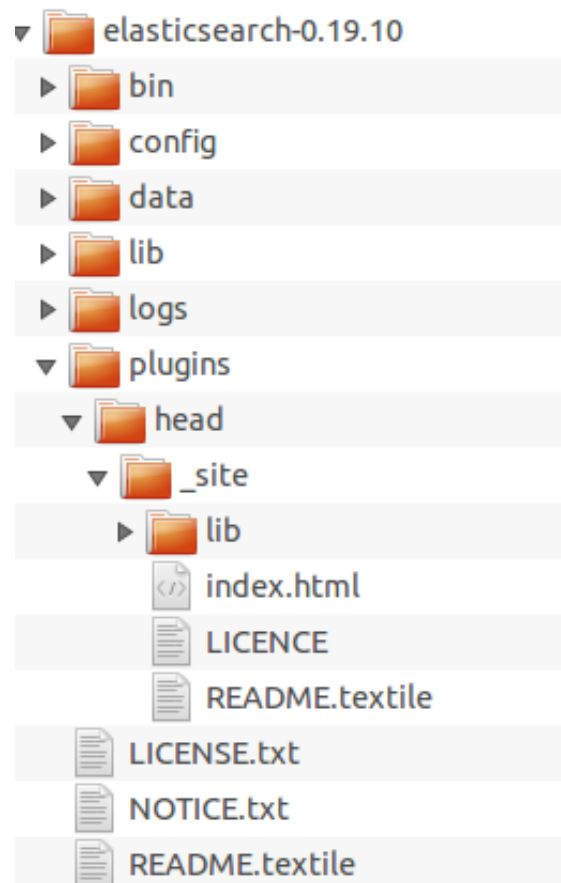 elasticsearch-0.19.10
bin
config
data
lib
logs
plugins
head
_site
lib
index.html
LICENCE
README.textile
LICENSE.txt
NOTICE.txt
README.textile